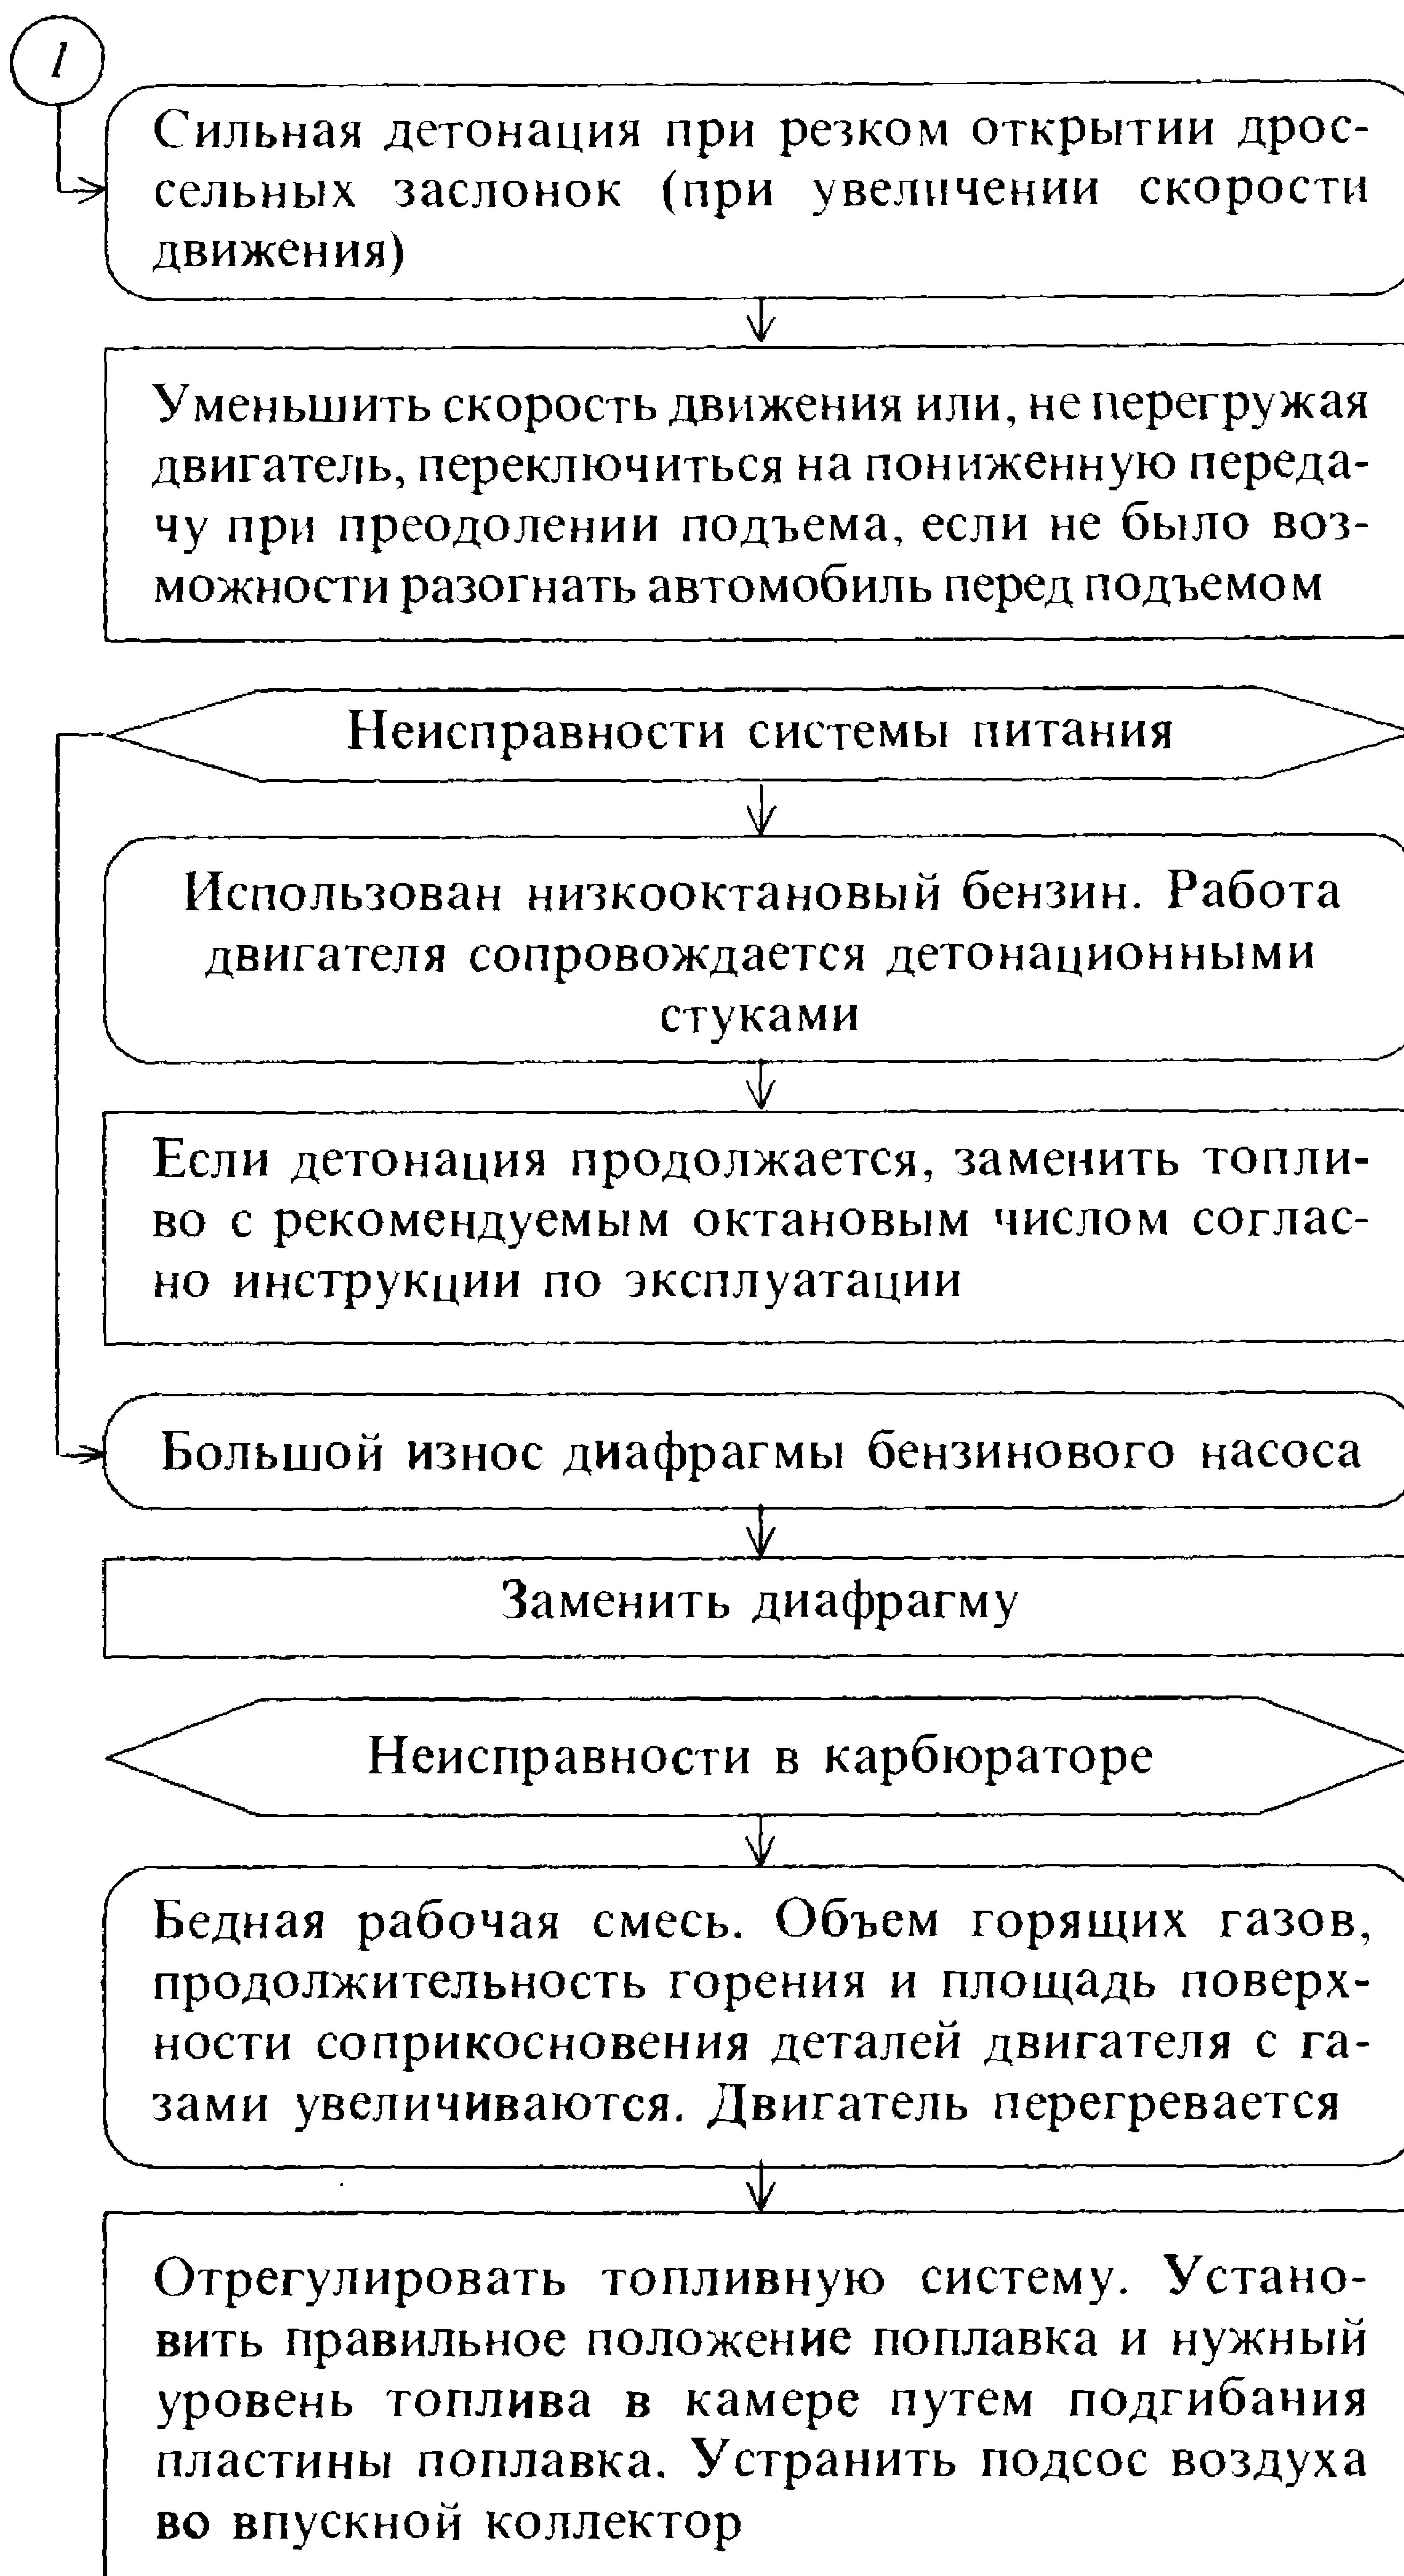 1
Сильная детонация при резком открытии дрос-
сельных заслонок (при увеличении скорости
движения)
Уменьшить скорость движения или, не перегружая
двигатель, переключиться на пониженную переда-
чу при преодолении подъема, если не было воз-
можности разогнать автомобиль перед подъемом
Неисправности системы питания
Использован низкооктановый бензин. Работа
двигателя сопровождается детонационными
стуками
Если детонация продолжается, заменить топли-
во с рекомендуемым октановым числом соглас-
но инструкции по эксплуатации
Большой износ диафрагмы бензинового насоса
Заменить диафрагму
Неисправности в карбюраторе
Бедная рабочая смесь. Объем горящих газов,
продолжительность горения и площадь поверх-
ности соприкосновения деталей двигателя с га-
зами увеличиваются. Двигатель перегревается
Отрегулировать топливную систему. Устано-
вить правильное положение поплавка и нужный
уровень топлива в камере путем подгибания
пластины поплавка. Устранить подсос воздуха
во впускной коллектор